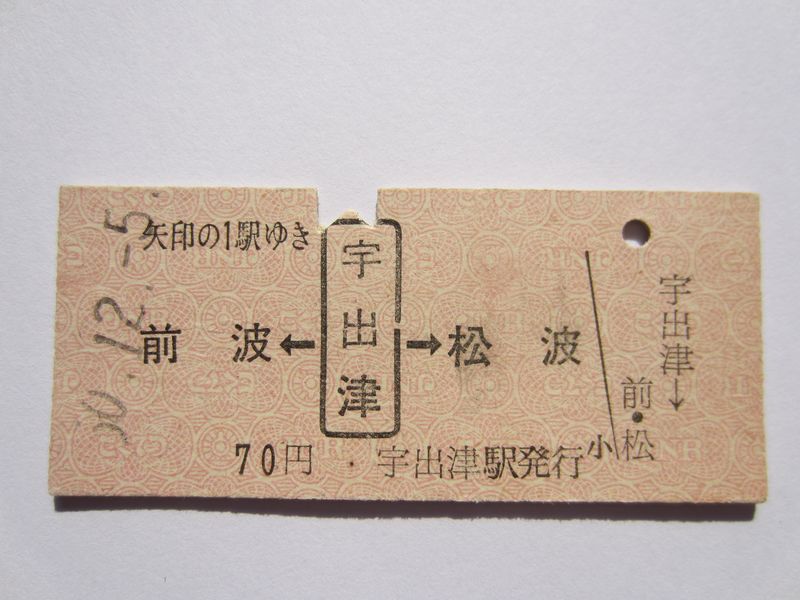 50.12.-5.
矢印の1駅ゆき
前波←宇出津→松波
70円 宇出津駅発行
小
宇出津→
前・松